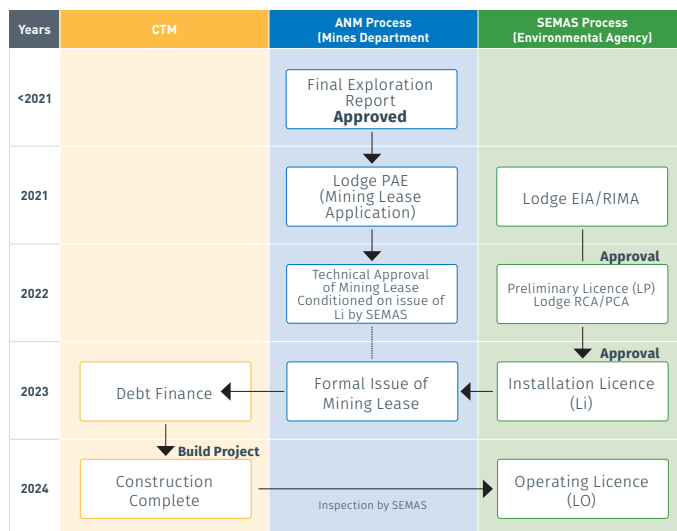 Years
CTM
ANM Process
(Mines Department
SEMAS Process
(Environmental Agency)
<2021
Final Exploration
Report
Approved
2021
Lodge PAE
(Mining Lease
Application)
Lodge EIA/RIMA
Approval
2022
Technical Approval
of Mining Lease
Conditioned on issue of
Li by SEMAS
Preliminary Licence (LP)
Lodge RCA/PCA
Approval
2023
Debt Finance
Formal Issue of
Mining Lease
Installation Licence
(Li)
Build Project
2024
Construction
Complete
Inspection by SEMAS
Operating Licence
(LO)